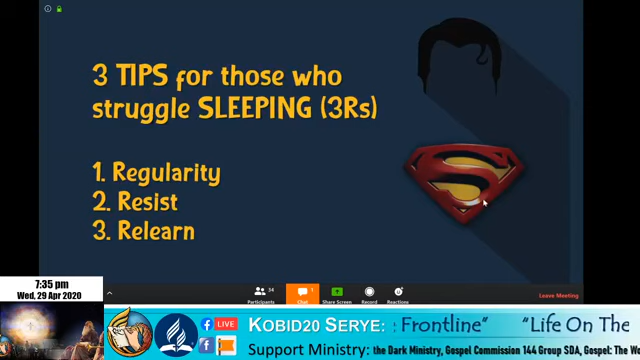 3 TIPS for those who
struggle SLEEPING (3Rs)
1. Regularity
2. Resist
3. Relearn
34
1
Participants
Chat
Share Screen
Record
Reactions
Leave Meeting
7:35 pm
Wed, 29 Apr 2020
LIVE
KOBID20 SERYE:
: Frontline" "Life On The
Support Ministry:
the Dark Ministry, Gospel Commission 144 Group SDA, Gospel: The W